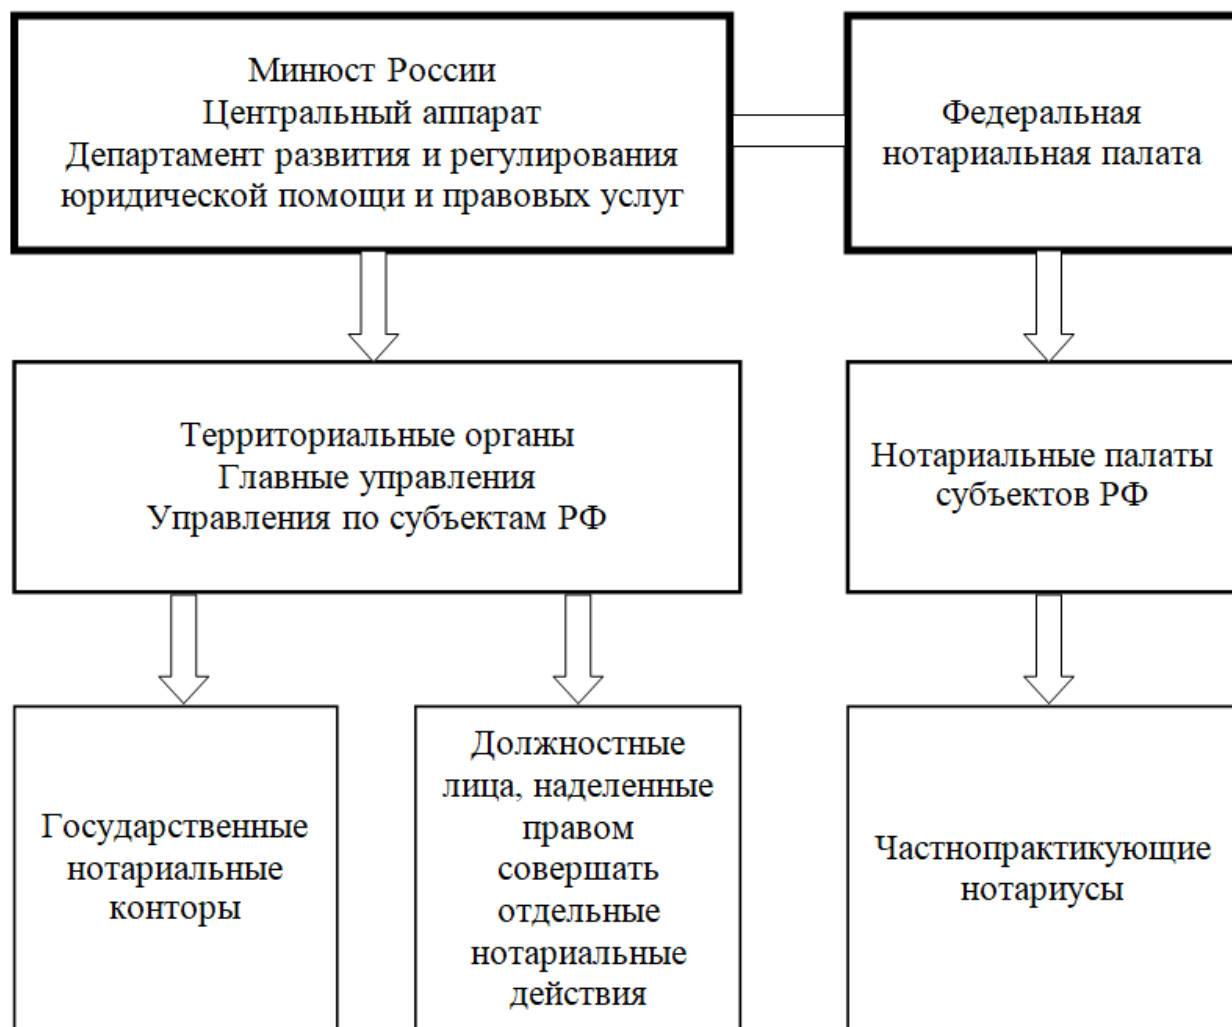 Минюст России
Центральный аппарат
Департамент развития и регулирования
юридической помощи и правовых услуг
Федеральная
нотариальная палата
Территориальные органы
Главные управления
Управления по субъектам РФ
Нотариальные палаты
субъектов РФ
Государственные
нотариальные
конторы
Должностные
лица, наделенные
правом
совершать
отдельные
нотариальные
действия
Частнопрактикующие
нотариусы